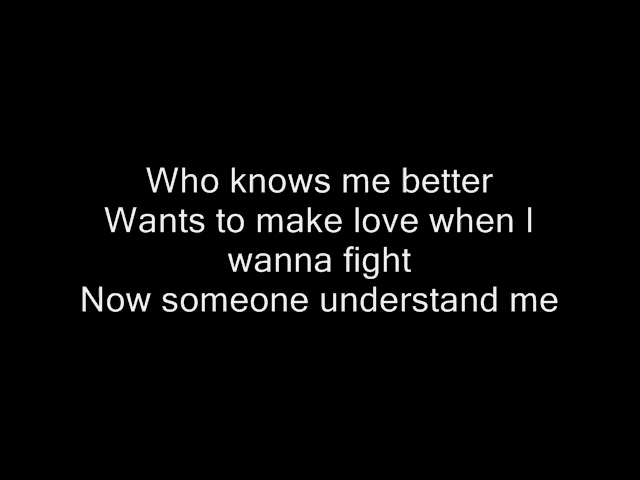 Who knows me better
Wants to make love when I
wanna fight
Now someone understand me